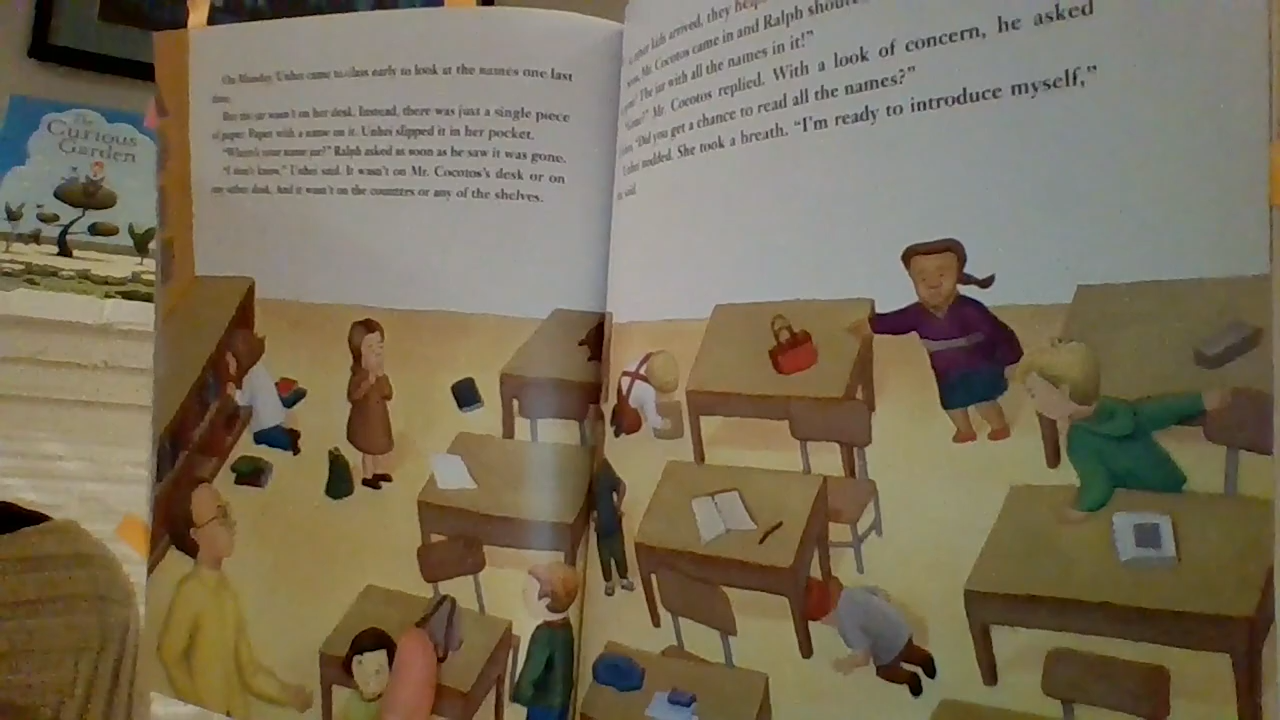 The
Curious
Garden
On Monday, Unhei came to class early to look at the names one last
time.
But the jar wasn't on her desk. Instead, there was just a single piece
of paper. Paper with a name on it. Unhei slipped it in her pocket.
"Where's your name jar?" Ralph asked as soon as he saw it was gone.
"I don't know," Unhei said. It wasn't on Mr. Cocotos's desk or on
any other desk. And it wasn't on the counters or any of the shelves.
other kids arrived, they
Mr. Cocotos came in and Ralph
The jar with all the names in it!"
Mr. Cocotos replied. With a look of concern, he asked
"Did you get a chance to read all the names?"
Unhei nodded. She took a breath. "I'm ready to introduce myself,"
said.